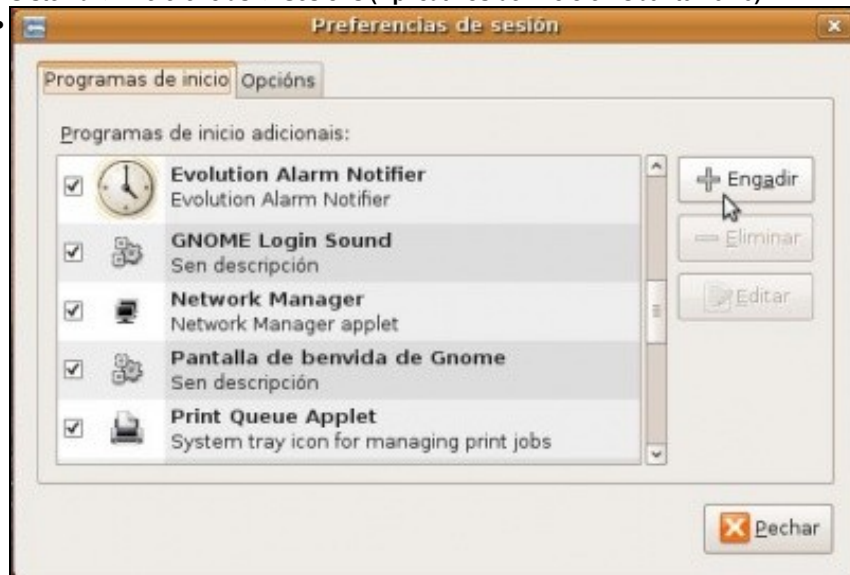 Preferencias de sesión
Programas de inicio Opcións
Programas de inicio adicionais:
Evolution Alarm Notifier
Evolution Alarm Notifier
GNOME Login Sound
Sen descripción
Network Manager
Network Manager applet
Pantalla de benvida de Gnome
Sen descripción
Print Queue Applet
System tray icon for managing print jobs
Engadir
Eliminar
Editar
Pechar